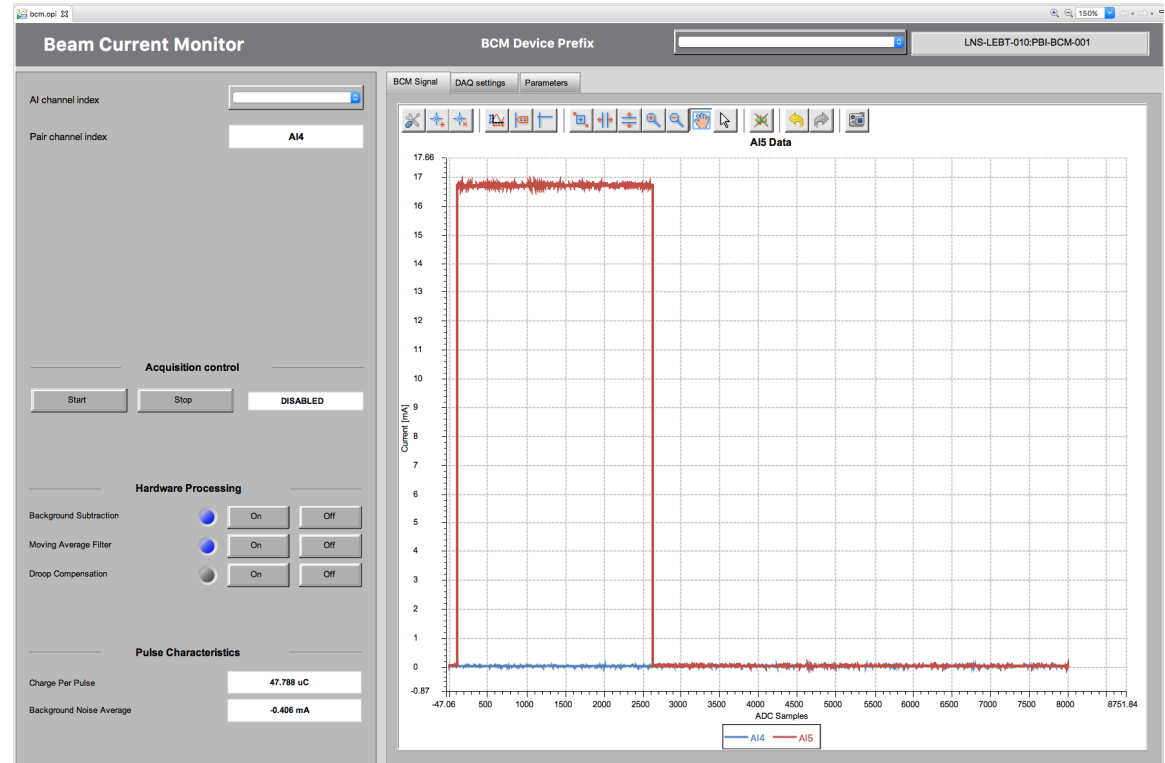 bcm.opi
150%
Beam Current Monitor
BCM Device Prefix
LNS-LEBT-010:PBI-BCM-001
AI channel index
Pair channel index
AI4
Acquisition control
Start
Stop
DISABLED
Hardware Processing
Background Subtraction
On
Off
Moving Average Filter
On
Off
Droop Compensation
On
Off
Pulse Characteristics
Charge Per Pulse
47.788 uC
Background Noise Average
-0.406 mA
BCM Signal
DAQ settings
Parameters
AI5 Data
17.66
17
16
15
14
13
12
11
10
9
8
7
6
5
4
3
2
1
0
-0.87
Current [mA]
-47.06
500
1000
1500
2000
2500
3000
3500
4000
4500
5000
5500
6000
6500
7000
7500
8000
8751.84
ADC Samples
AI4
AI5